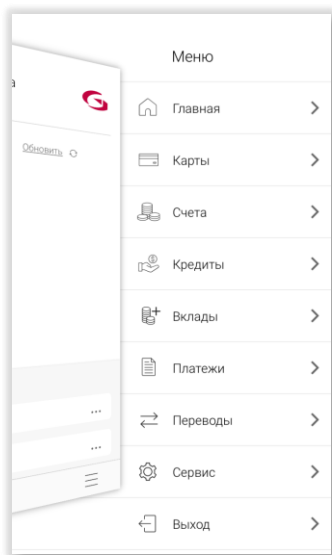 Меню
а
Главная
Обновить
Карты
Счета
Кредиты
Вклады
Платежи
Переводы
Сервис
Выход